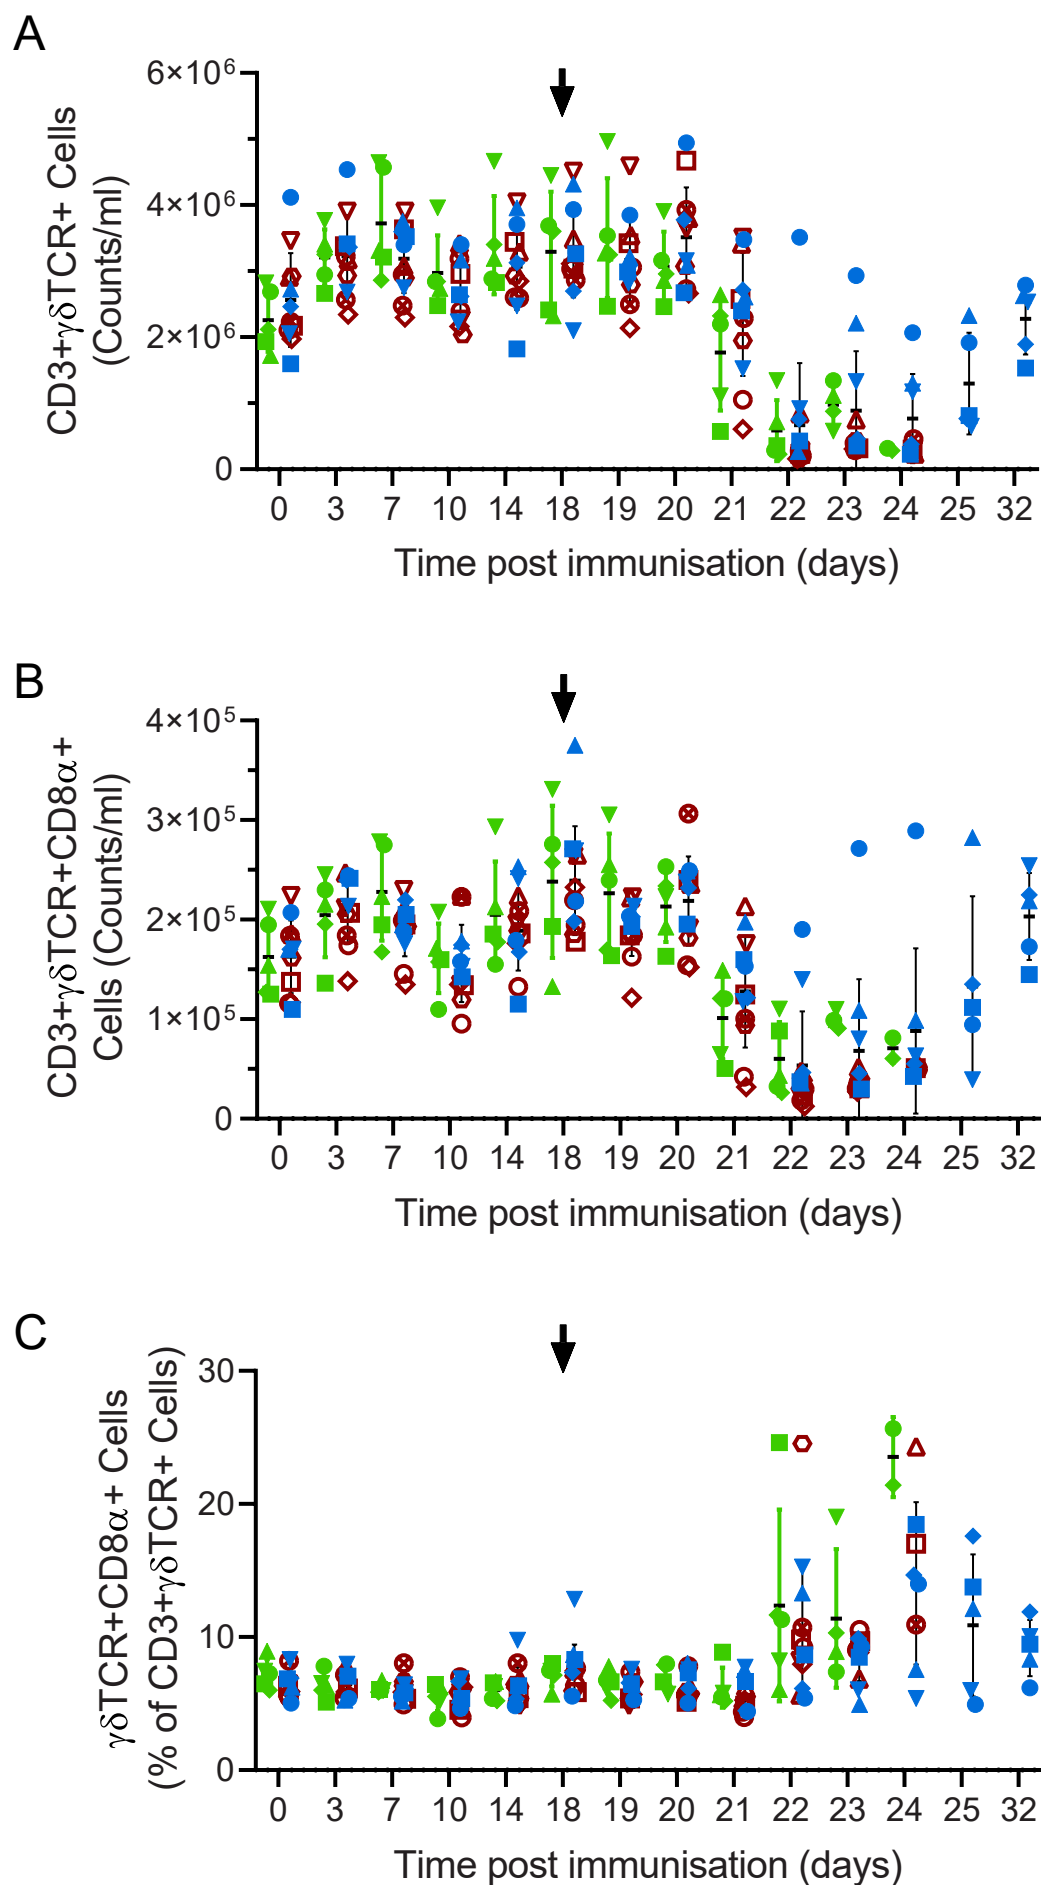 A
CD3+γδTCR+ Cells
(Counts/ml)
6×10⁶
4×10⁶
2×10⁶
0
0 3 7 10 14 18 19 20 21 22 23 24 25 32
Time post immunisation (days)
B
CD3+γδTCR+CD8α+
Cells (Counts/ml)
4×10⁵
3×10⁵
2×10⁵
1×10⁵
0
0 3 7 10 14 18 19 20 21 22 23 24 25 32
Time post immunisation (days)
C
γδTCR+CD8α+ Cells
(% of CD3+γδTCR+ Cells)
30
20
10
0
0 3 7 10 14 18 19 20 21 22 23 24 25 32
Time post immunisation (days)